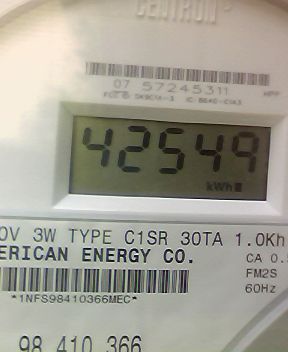 CENTRON
07 57245311
42549
kWh
0V 3W TYPE C1SR 30TA 1.0Kh
ERICAN ENERGY CO.
CA 0.5
FM2S
*1NFS98410366MEC*
60Hz
98 410 366